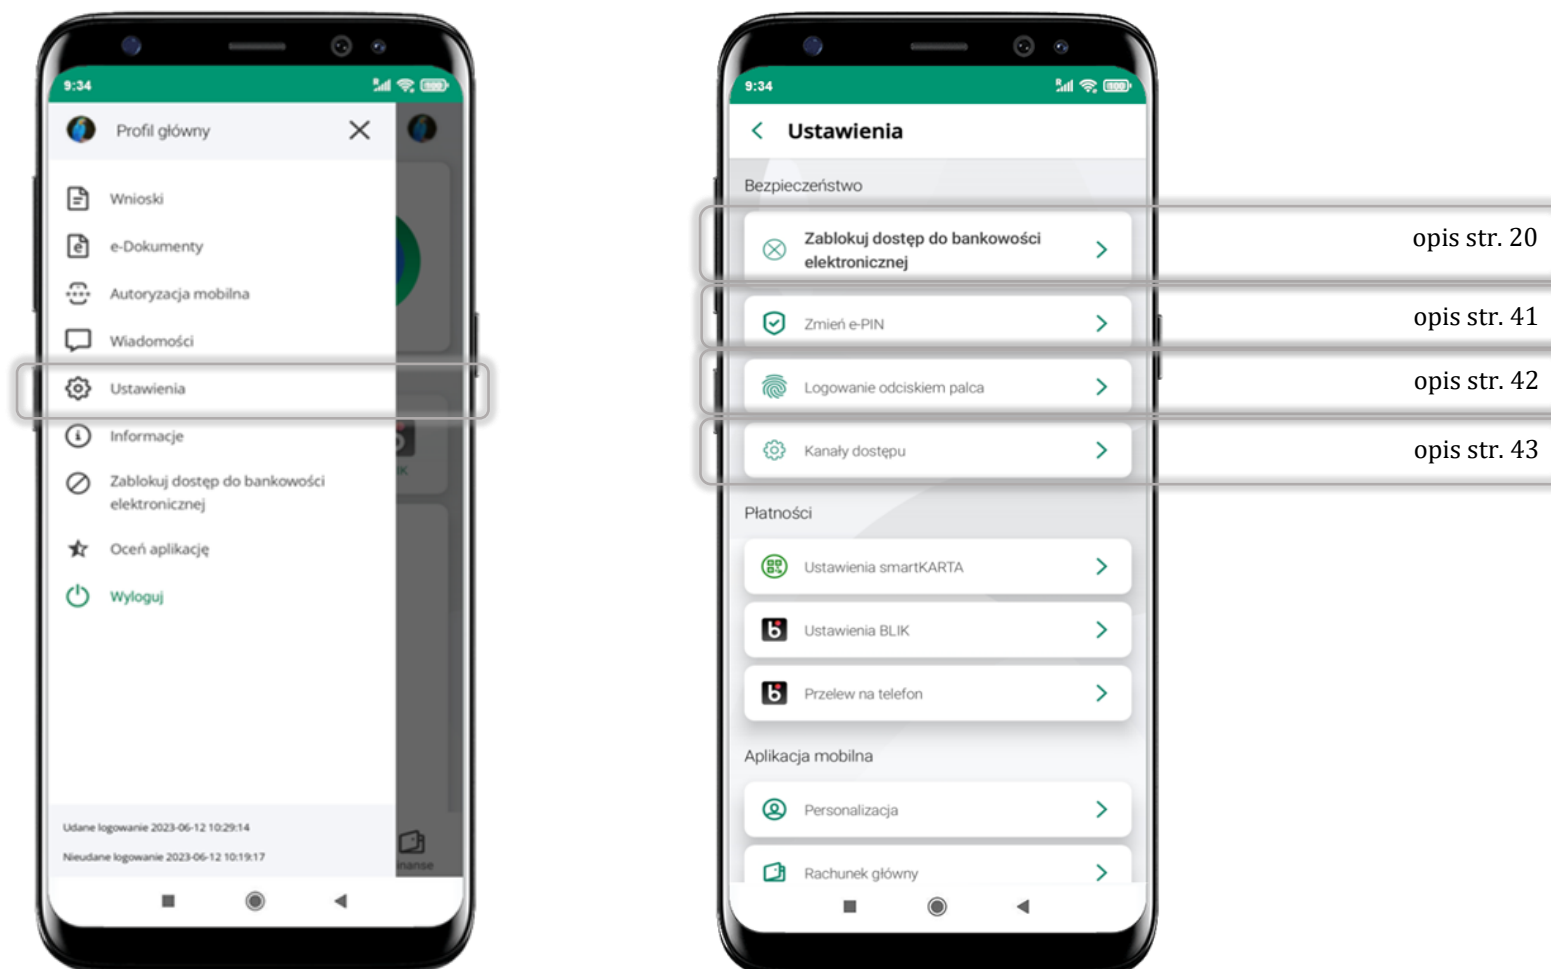 9:34
Profil główny
Wnioski
e-Dokumenty
Autoryzacja mobilna
Wiadomości
Ustawienia
Informacje
Zablokuj dostęp do bankowości
elektronicznej
Oceń aplikację
Wyloguj
Udane logowanie 2023-06-12 10:29:14
Nieudane logowanie 2023-06-12 10:19:17
inanse
9:34
Ustawienia
Bezpieczeństwo
Zablokuj dostęp do bankowości
elektronicznej
opis str. 20
Zmień e-PIN
opis str. 41
Logowanie odciskiem palca
opis str. 42
Kanały dostępu
opis str. 43
Płatności
Ustawienia smartKARTA
Ustawienia BLIK
Przelew na telefon
Aplikacja mobilna
Personalizacja
Rachunek główny